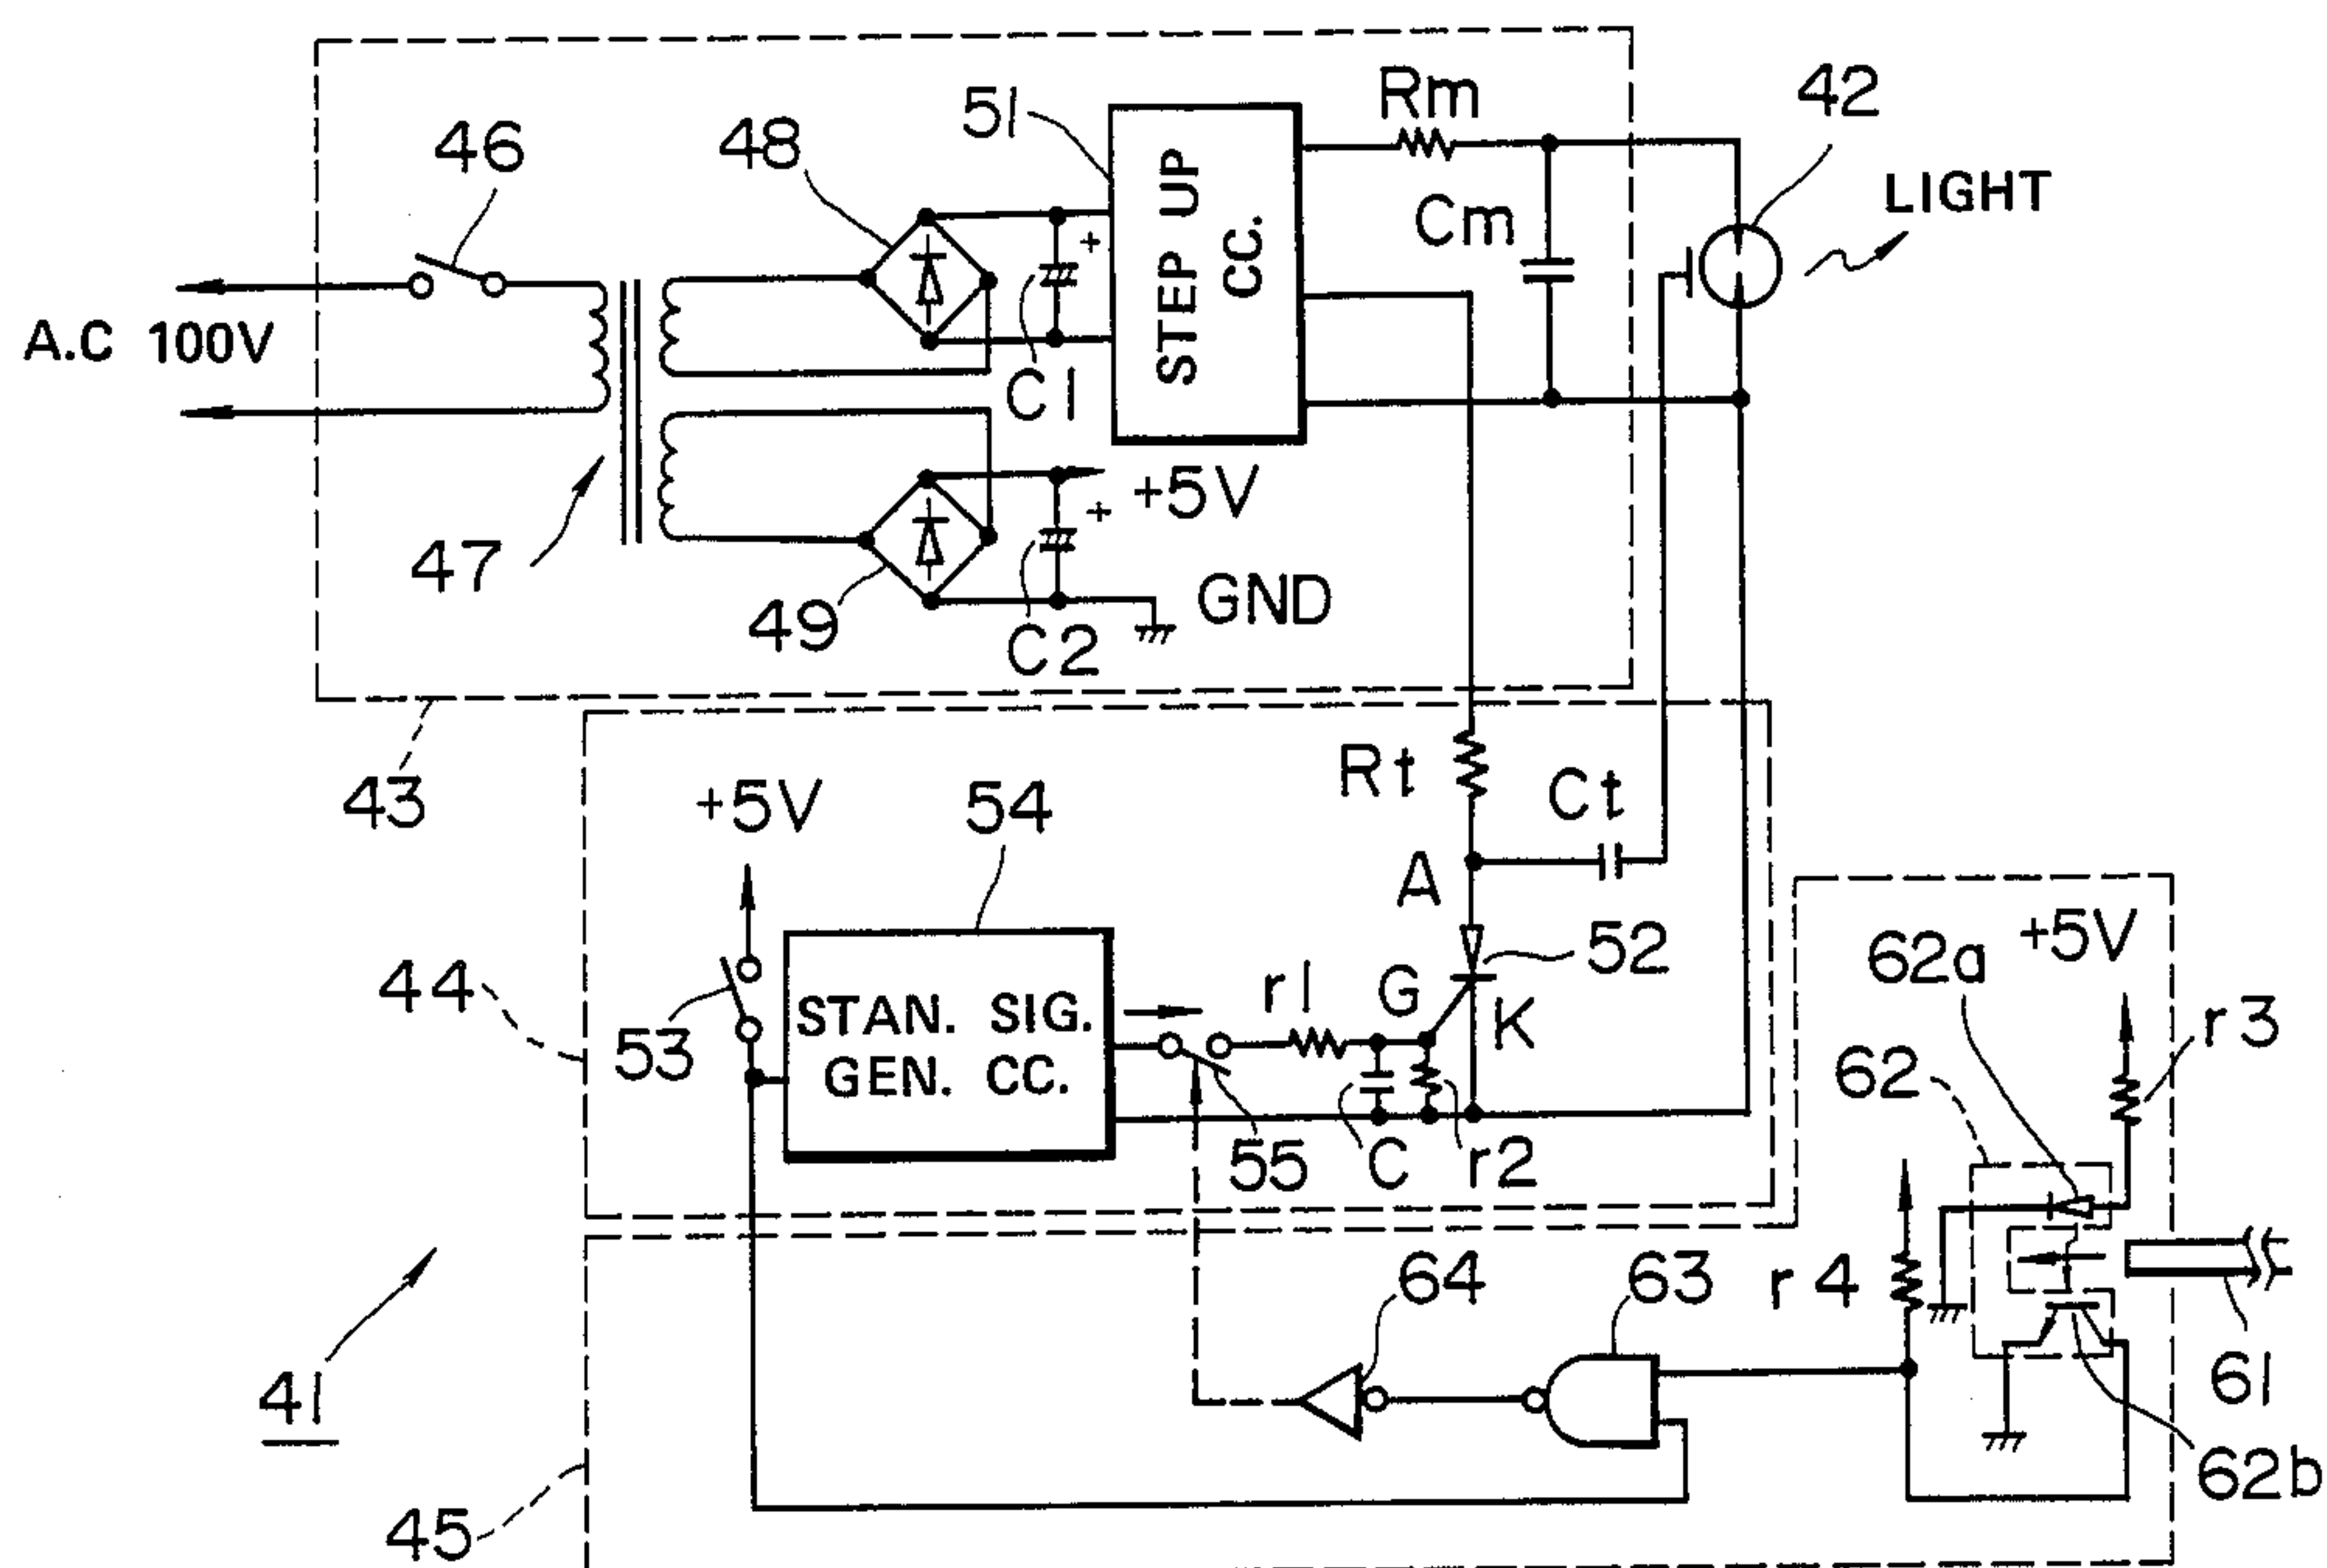 Rm
42
51
46
48
LIGHT
STEP UP
CC.
Cm
+
A.C 100V
C1
+5V
+
47
49
C2
GND
43
Rt
Ct
+5V
54
A
52
62a
+5V
44
r1
G
K
r3
STAN. SIG.
GEN. CC.
53
62
55
C
r2
64
63
r4
41
61
62b
45